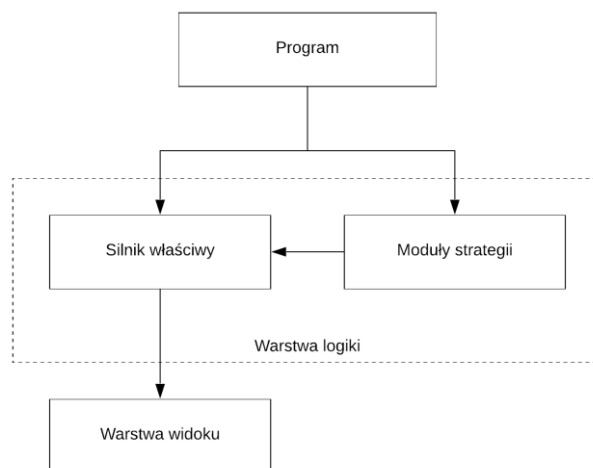 Program
Silnik właściwy
Moduły strategii
Warstwa logiki
Warstwa widoku